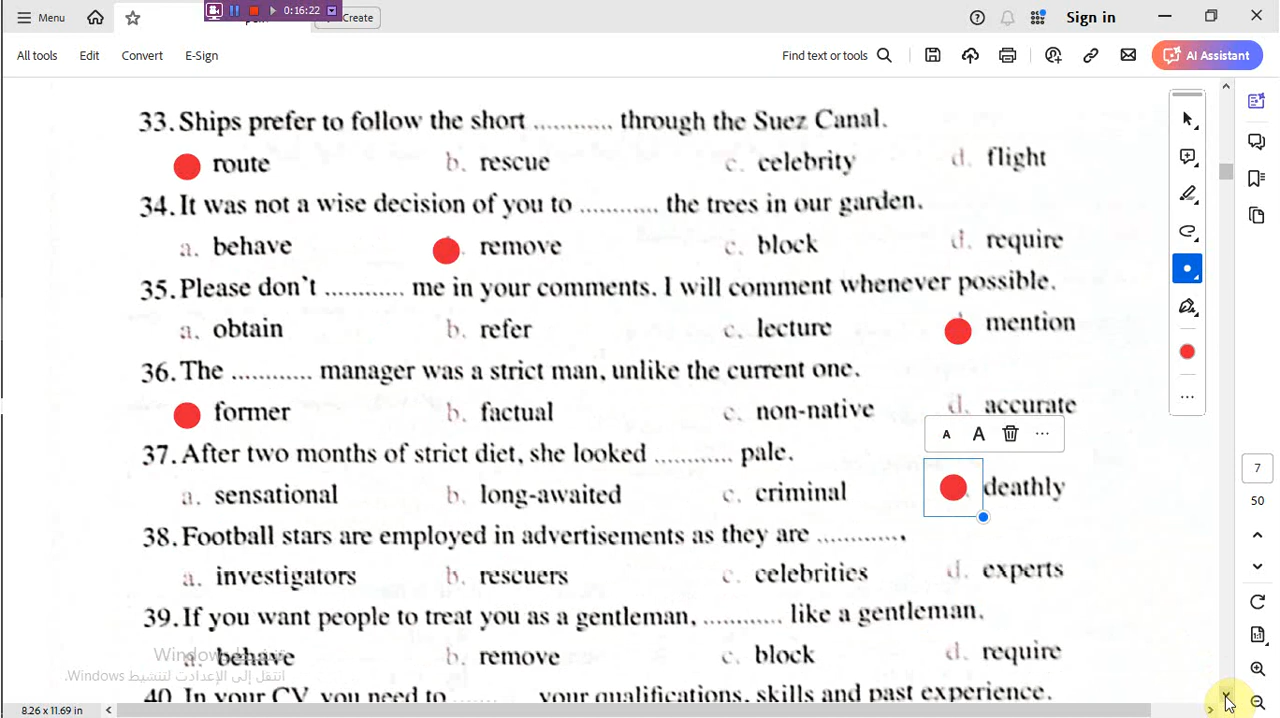 0:16:22
Menu
Create
Sign in
All tools Edit Convert E-Sign
Find text or tools
AI Assistant
33. Ships prefer to follow the short ............ through the Suez Canal.
route b. rescue c. celebrity d. flight
34. It was not a wise decision of you to ............ the trees in our garden.
a. behave remove c. block d. require
35. Please don't ............ me in your comments. I will comment whenever possible.
a. obtain b. refer c. lecture mention
36. The ............ manager was a strict man, unlike the current one.
former b. factual c. non-native d. accurate
A A
37. After two months of strict diet, she looked ............ pale.
a. sensational b. long-awaited c. criminal deathly
38. Football stars are employed in advertisements as they are .............
a. investigators b. rescuers c. celebrities d. experts
39. If you want people to treat you as a gentleman, ............ like a gentleman.
a. behave b. remove c. block d. require
40. In your CV, you need to ........ your qualifications, skills and past experience.
Windows
انتقل إلى الإعدادت لتنشيط Windows.
7
50
8.26 x 11.69 in